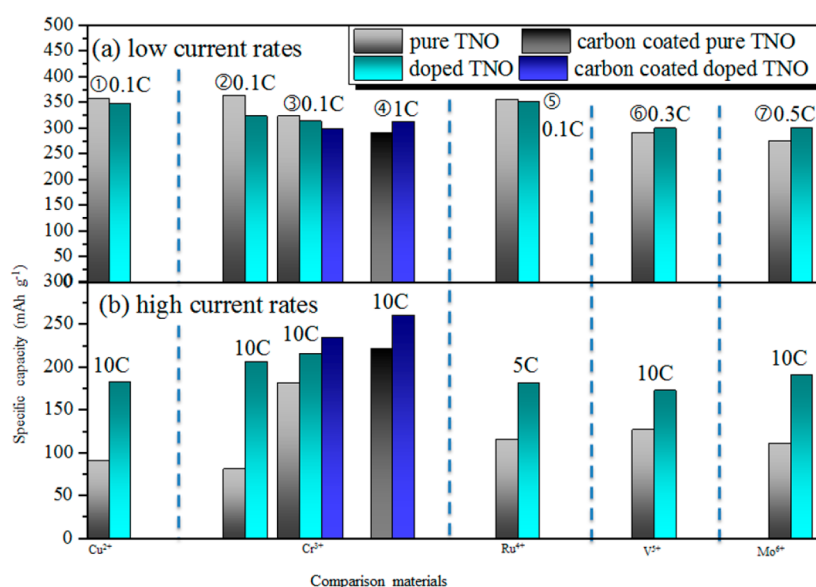 500
450
400
350
300
250
200
150
100
50
0
(a) low current rates
pure TNO
carbon coated pure TNO
doped TNO
carbon coated doped TNO
①0.1C
②0.1C
③0.1C
④1C
⑤
0.1C
⑥0.3C
⑦0.5C
Specific capacity (mAh g⁻¹)
300
250
200
150
100
50
0
(b) high current rates
10C
10C
10C
10C
5C
10C
10C
Cu²⁺
Cr³⁺
Ru⁴⁺
V⁵⁺
Mo⁶⁺
Comparison materials